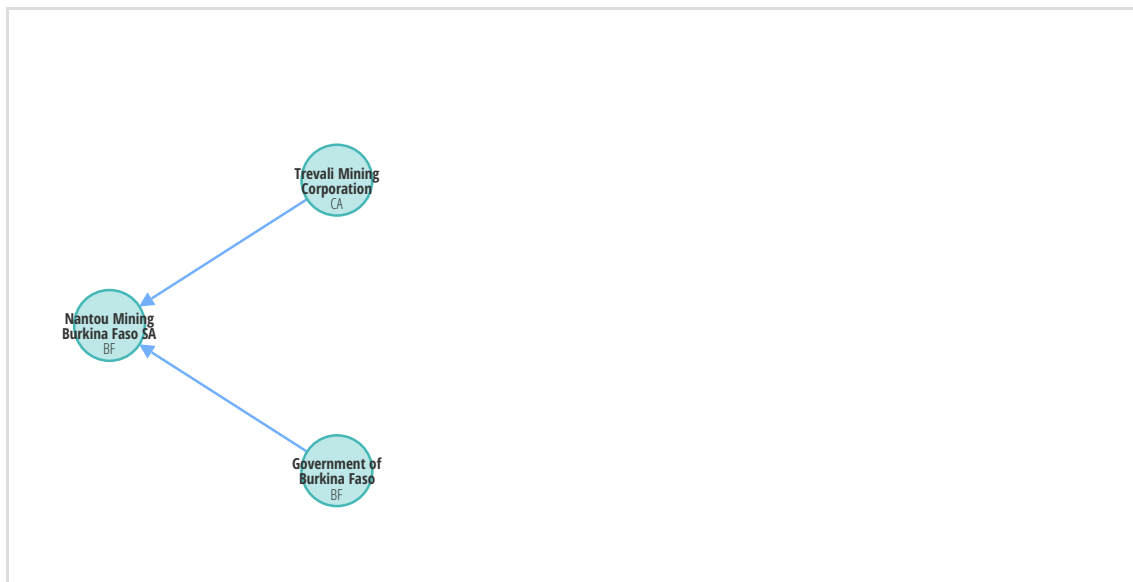 Trevali Mining
Corporation
CA
Nantou Mining
Burkina Faso SA
BF
Government of
Burkina Faso
BF